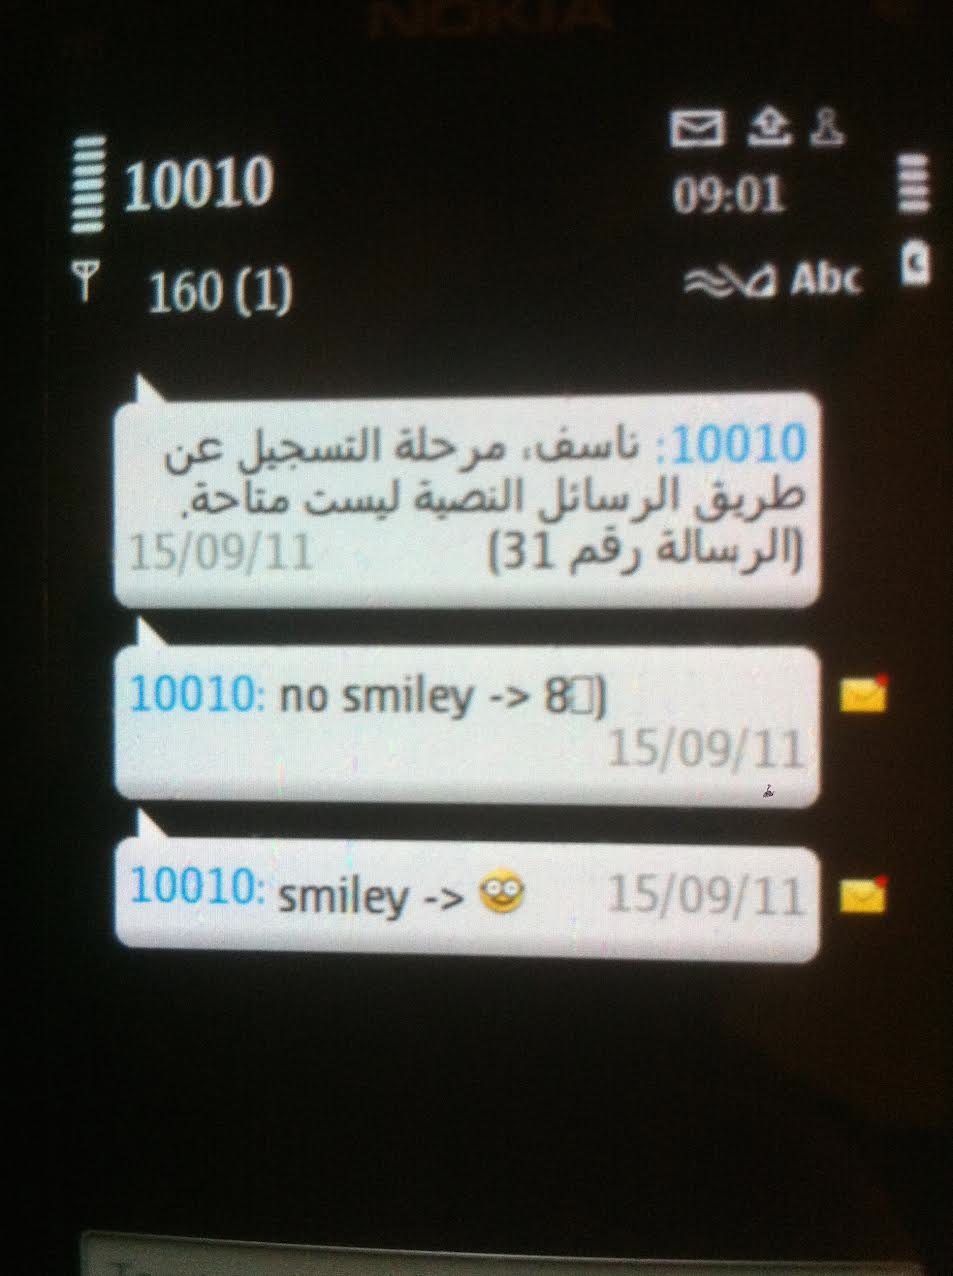 NOKIA
10010
09:01
160 (1)
Abc
10010: ناسف، مرحلة التسجيل عن
طريق الرسائل النصية ليست متاحة.
(الرسالة رقم 31)
15/09/11
10010: no smiley -> 8□)
15/09/11
10010: smiley -> 
15/09/11